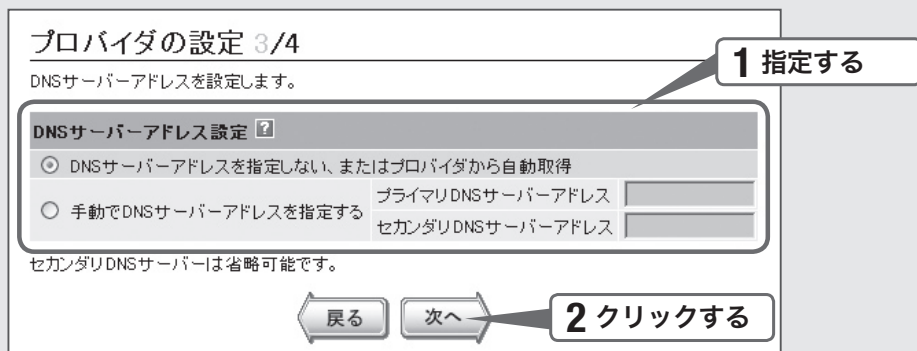 プロバイダの設定 3/4
1 指定する
DNSサーバーアドレスを設定します。
DNSサーバーアドレス設定 ?
DNSサーバーアドレスを指定しない、またはプロバイダから自動取得
手動でDNSサーバーアドレスを指定する
プライマリDNSサーバーアドレス
セカンダリDNSサーバーアドレス
セカンダリDNSサーバーは省略可能です。
戻る
次へ
2 クリックする